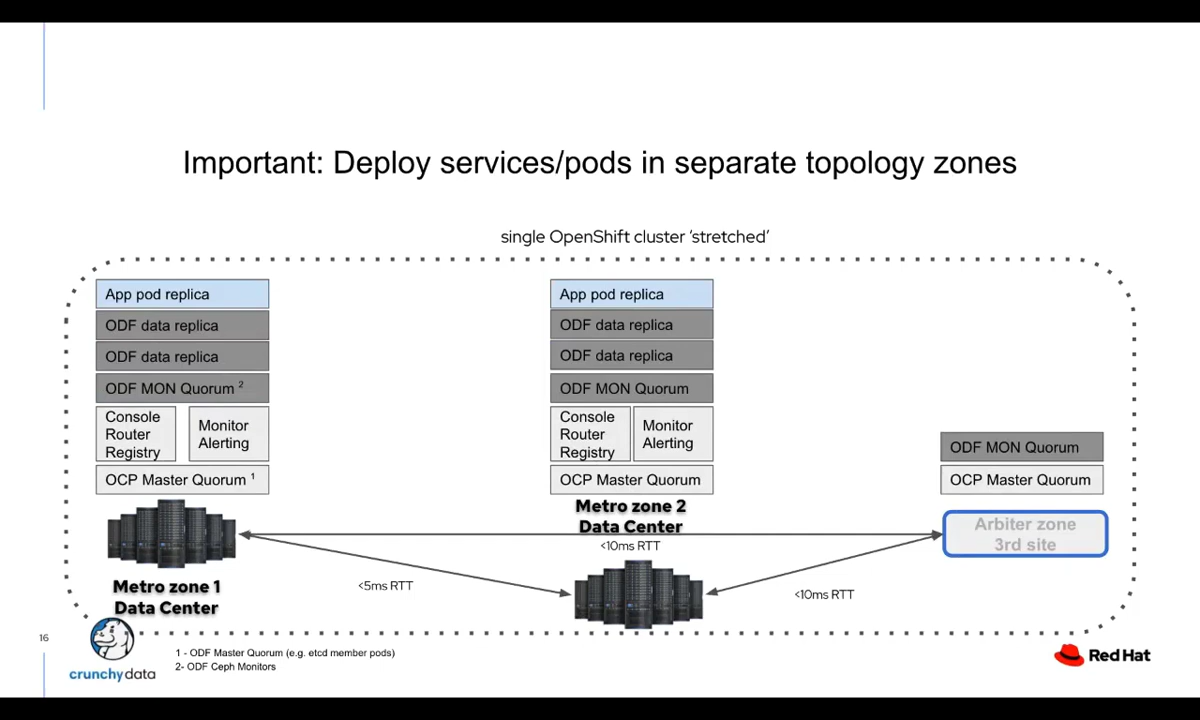 Important: Deploy services/pods in separate topology zones
single OpenShift cluster 'stretched'
App pod replica
ODF data replica
ODF data replica
ODF MON Quorum 2
Console
Router
Registry
Monitor
Alerting
OCP Master Quorum 1
Metro zone 1
Data Center
App pod replica
ODF data replica
ODF data replica
ODF MON Quorum
Console
Router
Registry
Monitor
Alerting
OCP Master Quorum
Metro zone 2
Data Center
ODF MON Quorum
OCP Master Quorum
Arbiter zone
3rd site
<10ms RTT
<5ms RTT
<10ms RTT
16
crunchydata
1 - ODF Master Quorum (e.g. etcd member pods)
2- ODF Ceph Monitors
Red Hat